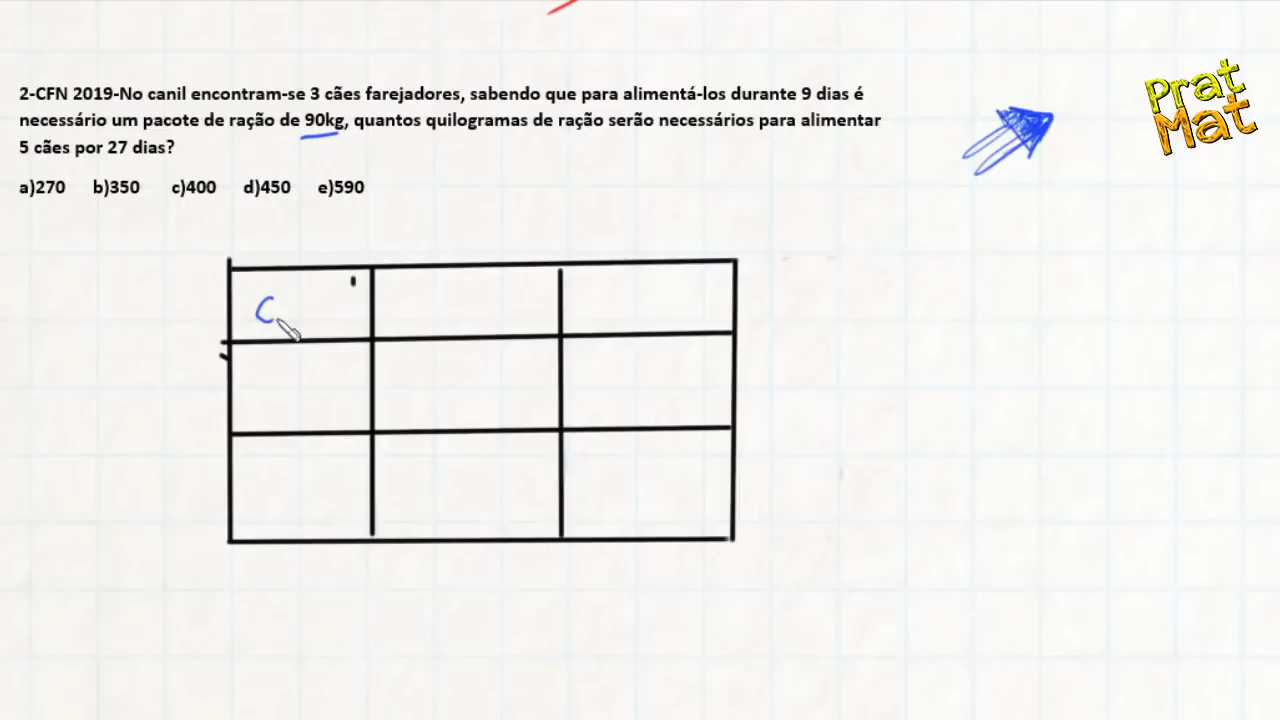 2-CFN 2019-No canil encontram-se 3 cães farejadores, sabendo que para alimentá-los durante 9 dias é
necessário um pacote de ração de 90kg, quantos quilogramas de ração serão necessários para alimentar
5 cães por 27 dias?
a)270 b)350 c)400 d)450 e)590
Prat
Mat
C